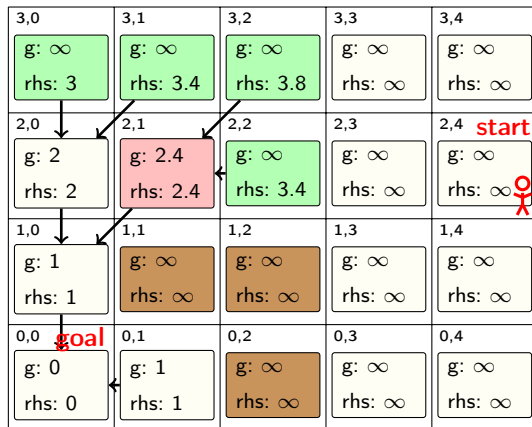 3,0 3,1 3,2 3,3 3,4
g: ∞ g: ∞ g: ∞ g: ∞ g: ∞
rhs: 3 rhs: 3.4 rhs: 3.8 rhs: ∞ rhs: ∞
2,0 2,1 2,2 2,3 2,4 start
g: 2 g: 2.4 g: ∞ g: ∞ g: ∞
rhs: 2 rhs: 2.4 rhs: 3.4 rhs: ∞ rhs: ∞
1,0 1,1 1,2 1,3 1,4
g: 1 g: ∞ g: ∞ g: ∞ g: ∞
rhs: 1 rhs: ∞ rhs: ∞ rhs: ∞ rhs: ∞
0,0 goal 0,1 0,2 0,3 0,4
g: 0 g: 1 g: ∞ g: ∞ g: ∞
rhs: 0 rhs: 1 rhs: ∞ rhs: ∞ rhs: ∞